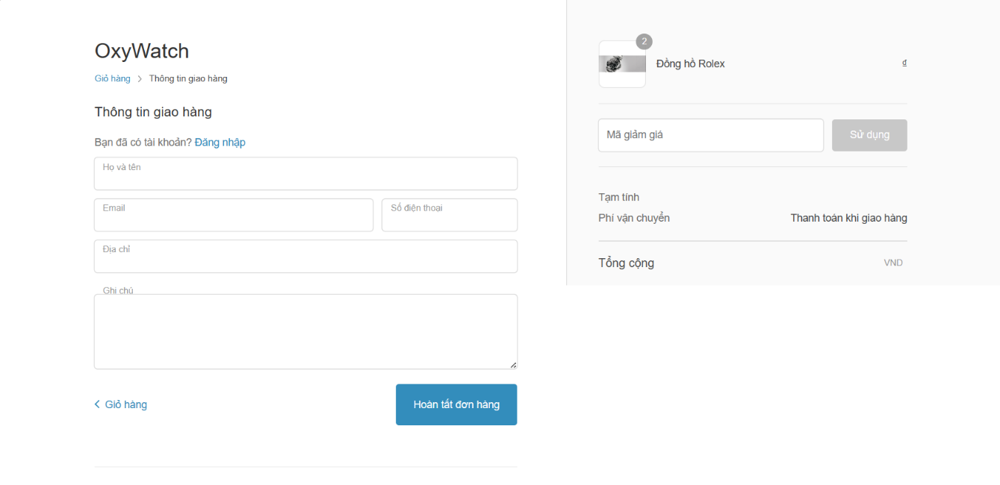 OxyWatch
Giỏ hàng > Thông tin giao hàng
Thông tin giao hàng
Bạn đã có tài khoản? Đăng nhập
Họ và tên
Email
Số điện thoại
Địa chỉ
Ghi chú
Giỏ hàng
Hoàn tất đơn hàng
2
Đồng hồ Rolex
₫
Mã giảm giá
Sử dụng
Tạm tính
Phí vận chuyển
Thanh toán khi giao hàng
Tổng cộng
VND